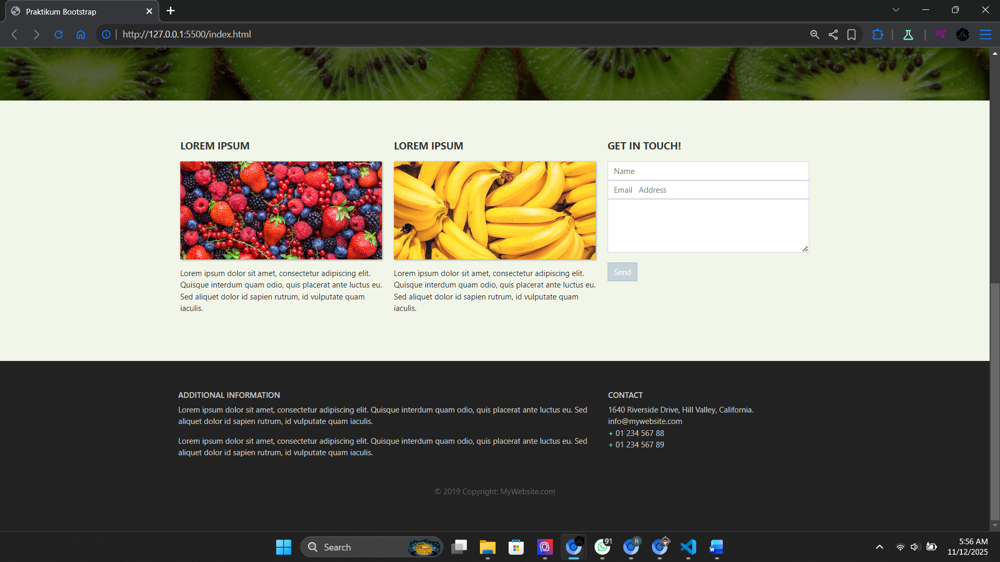 Praktikum Bootstrap
http://127.0.0.1:5500/index.html
LOREM IPSUM
Lorem ipsum dolor sit amet, consectetur adipiscing elit.
Quisque interdum quam odio, quis placerat ante luctus eu.
Sed aliquet dolor id sapien rutrum, id vulputate quam
iaculis.
LOREM IPSUM
Lorem ipsum dolor sit amet, consectetur adipiscing elit.
Quisque interdum quam odio, quis placerat ante luctus eu.
Sed aliquet dolor id sapien rutrum, id vulputate quam
iaculis.
GET IN TOUCH!
Name
Email Address
Send
ADDITIONAL INFORMATION
Lorem ipsum dolor sit amet, consectetur adipiscing elit. Quisque interdum quam odio, quis placerat ante luctus eu. Sed
aliquet dolor id sapien rutrum, id vulputate quam iaculis.
Lorem ipsum dolor sit amet, consectetur adipiscing elit. Quisque interdum quam odio, quis placerat ante luctus eu. Sed
aliquet dolor id sapien rutrum, id vulputate quam iaculis.
CONTACT
1640 Riverside Drive, Hill Valley, California.
info@mywebsite.com
+ 01 234 567 88
+ 01 234 567 89
© 2019 Copyright: MyWebsite.com
Search
91
R
W
5:56 AM
11/12/2025